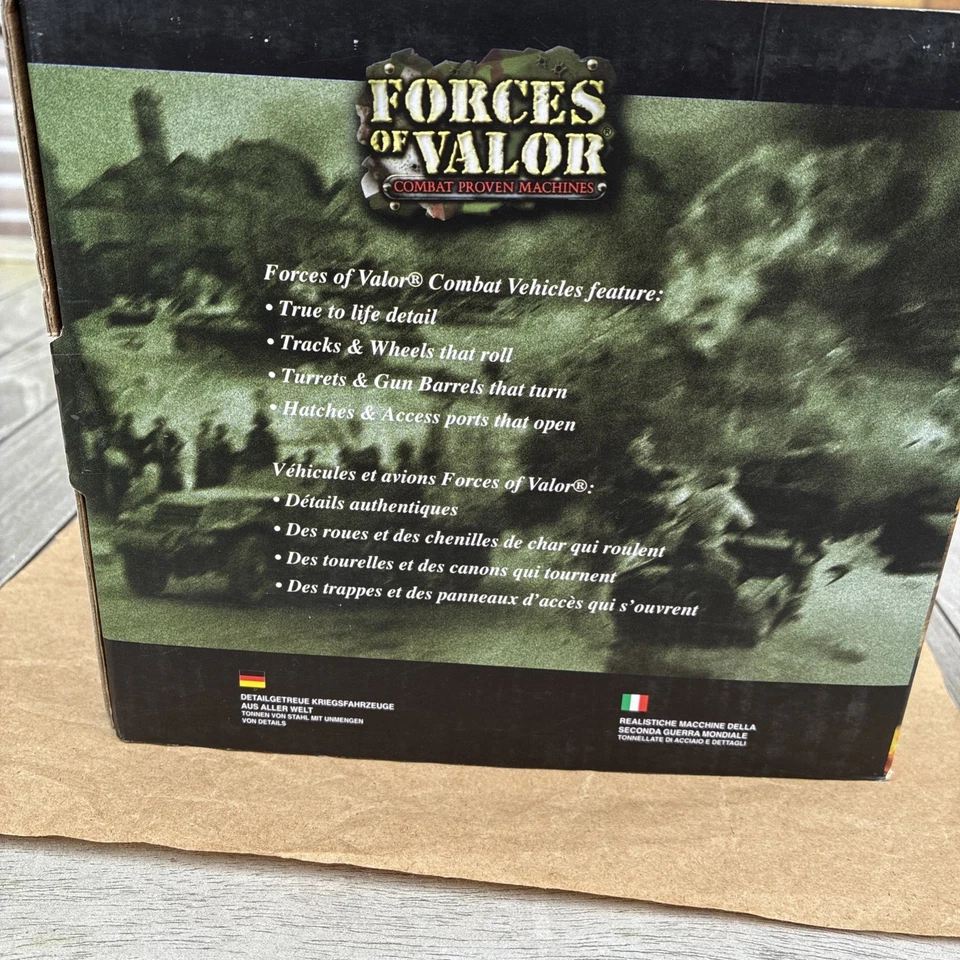 FORCES
OF VALOR®
COMBAT PROVEN MACHINES
Forces of Valor® Combat Vehicles feature:
• True to life detail
• Tracks & Wheels that roll
• Turrets & Gun Barrels that turn
• Hatches & Access ports that open
Véhicules et avions Forces of Valor®:
• Détails authentiques
• Des roues et des chenilles de char qui roulent
• Des tourelles et des canons qui tournent
• Des trappes et des panneaux d'accès qui s'ouvrent
DETAILGETREUE KRIEGSFAHRZEUGE
AUS ALLER WELT
TONNEN VON STAHL MIT UNMENGEN
VON DETAILS
REALISTICHE MACCHINE DELLA
SECONDA GUERRA MONDIALE
TONNELLATE DI ACCIAIO E DETTAGLI